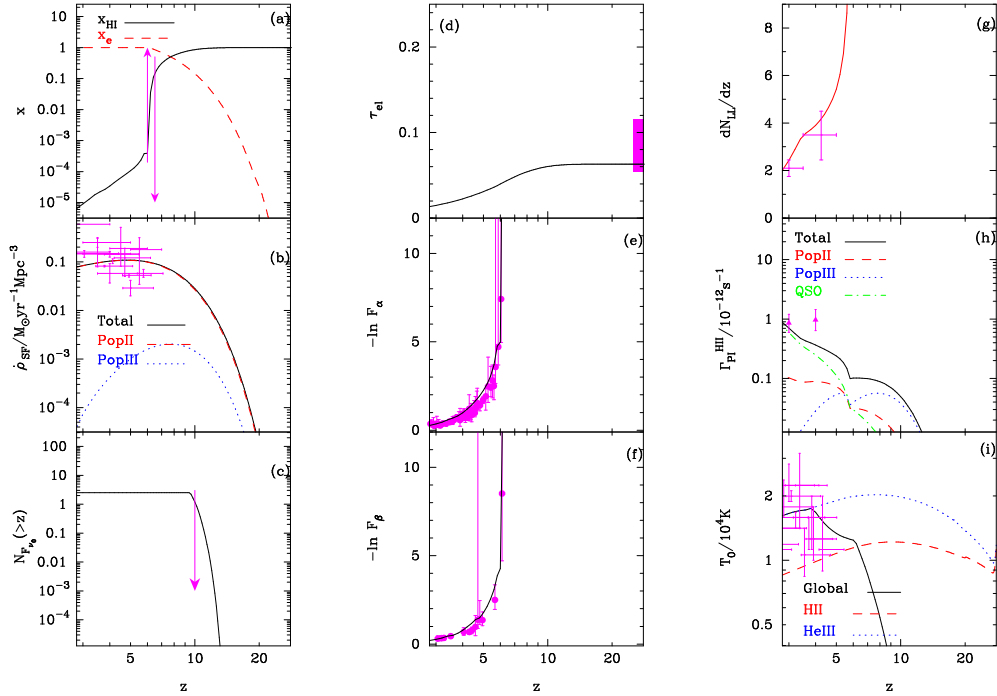 x_HI
x_e
(a)
1
0.1
0.01
10^−3
10^−4
10^−5
x
(b)
0.1
0.01
10^−3
10^−4
ρ̇_SF/M_⊙yr^−1Mpc^−3
Total
PopII
PopIII
(c)
100
10
1
0.1
0.01
10^−3
10^−4
N_F_ν0(>z)
5
10
20
z
(d)
0.2
0.1
0
τ_el
(e)
10
5
0
−ln F_α
(f)
10
5
0
−ln F_β
5
10
20
z
(g)
8
6
4
2
0
dN_LL/dz
(h)
Total
PopII
PopIII
QSO
10
1
0.1
Γ_PI^HII/10^−12s^−1
(i)
2
1
0.5
T_0/10^4K
Global
HII
HeIII
5
10
20
z